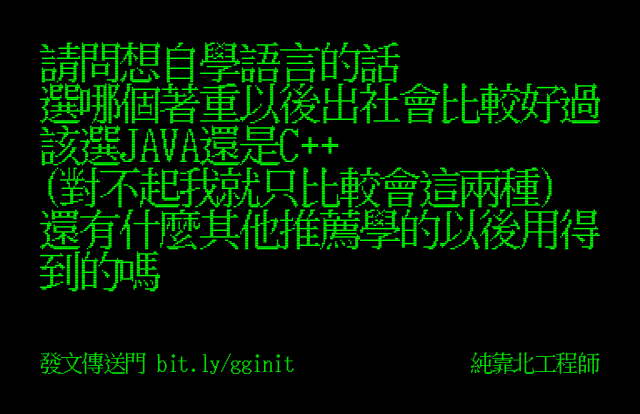 請問想自學語言的話
選哪個著重以後出社會比較好過
該選JAVA還是C++
(對不起我就只比較會這兩種)
還有什麼其他推薦學的以後用得
到的嗎
發文傳送門 bit.ly/gginit
純靠北工程師